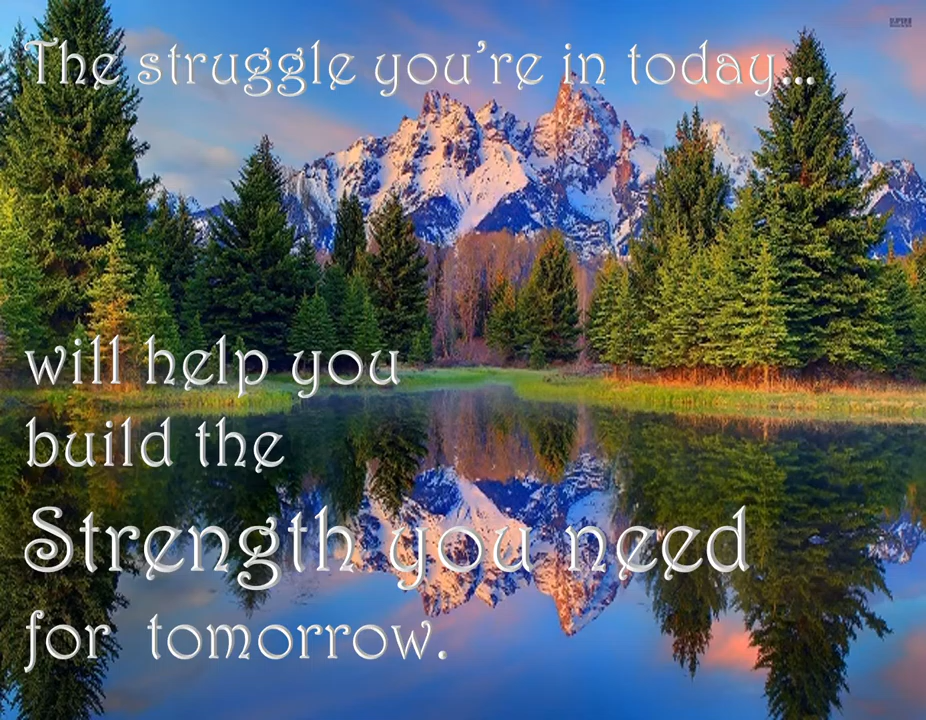 The struggle you're in today...
will help you
build the
Strength you need
for tomorrow.